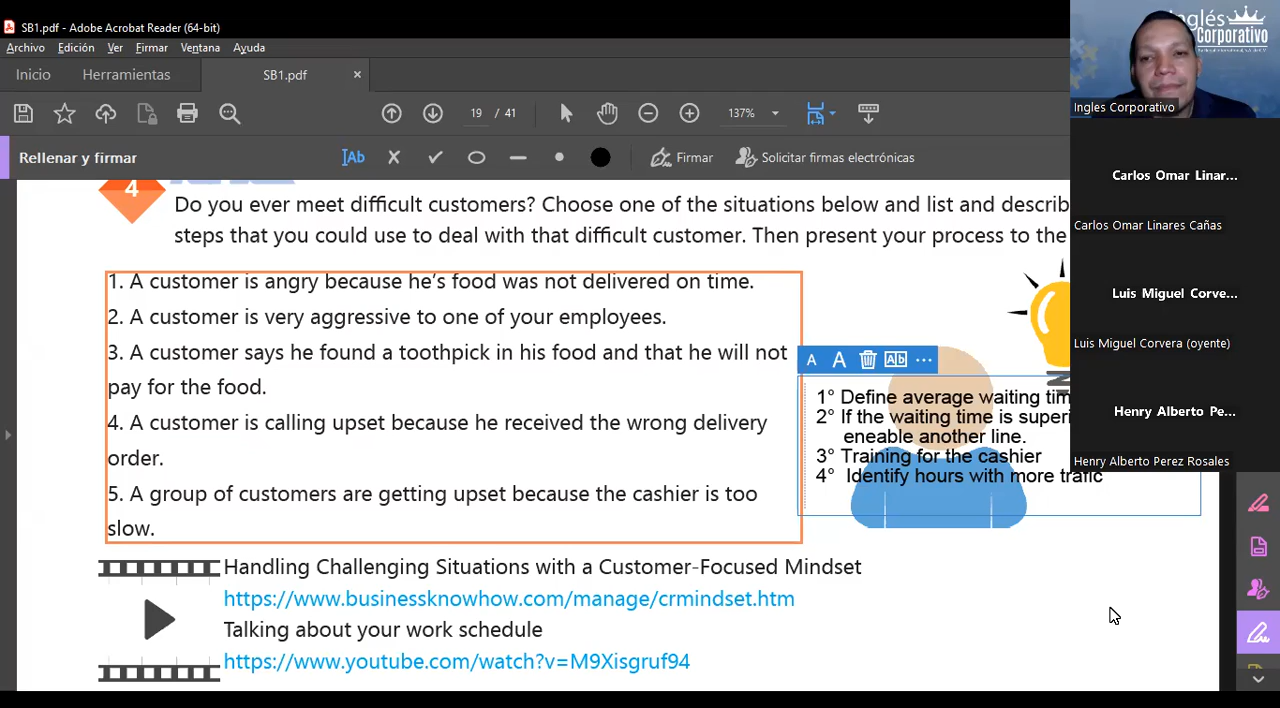 SB1.pdf - Adobe Acrobat Reader (64-bit)
Archivo Edición Ver Firmar Ventana Ayuda
Inicio Herramientas SB1.pdf ×
19 / 41 137%
Rellenar y firmar Ab Firmar Solicitar firmas electrónicas
4
Do you ever meet difficult customers? Choose one of the situations below and list and describ
steps that you could use to deal with that difficult customer. Then present your process to the
1. A customer is angry because he's food was not delivered on time.
2. A customer is very aggressive to one of your employees.
3. A customer says he found a toothpick in his food and that he will not
pay for the food.
4. A customer is calling upset because he received the wrong delivery
order.
5. A group of customers are getting upset because the cashier is too
slow.
A A Ab
1° Define average waiting tim
2° If the waiting time is superi
eneable another line.
3° Training for the cashier
4° Identify hours with more trafic
Handling Challenging Situations with a Customer-Focused Mindset
https://www.businessknowhow.com/manage/crmindset.htm
Talking about your work schedule
https://www.youtube.com/watch?v=M9Xisgruf94
Inglés
Corporativo
Ingles Corporativo
Carlos Omar Linar...
Carlos Omar Linares Cañas
Luis Miguel Corve...
Luis Miguel Corvera (oyente)
Henry Alberto Pe...
Henry Alberto Perez Rosales